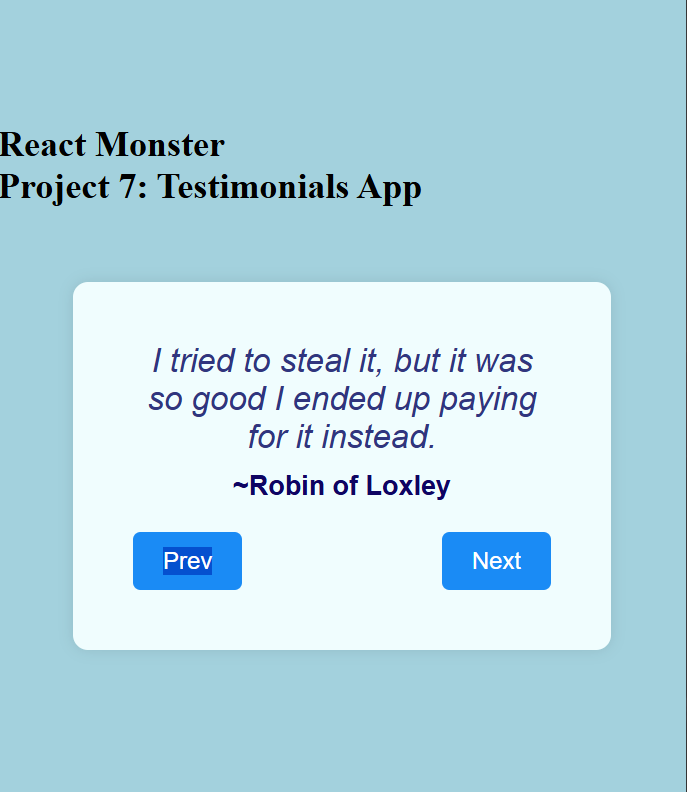 React Monster
Project 7: Testimonials App
I tried to steal it, but it was
so good I ended up paying
for it instead.
~Robin of Loxley
Prev
Next